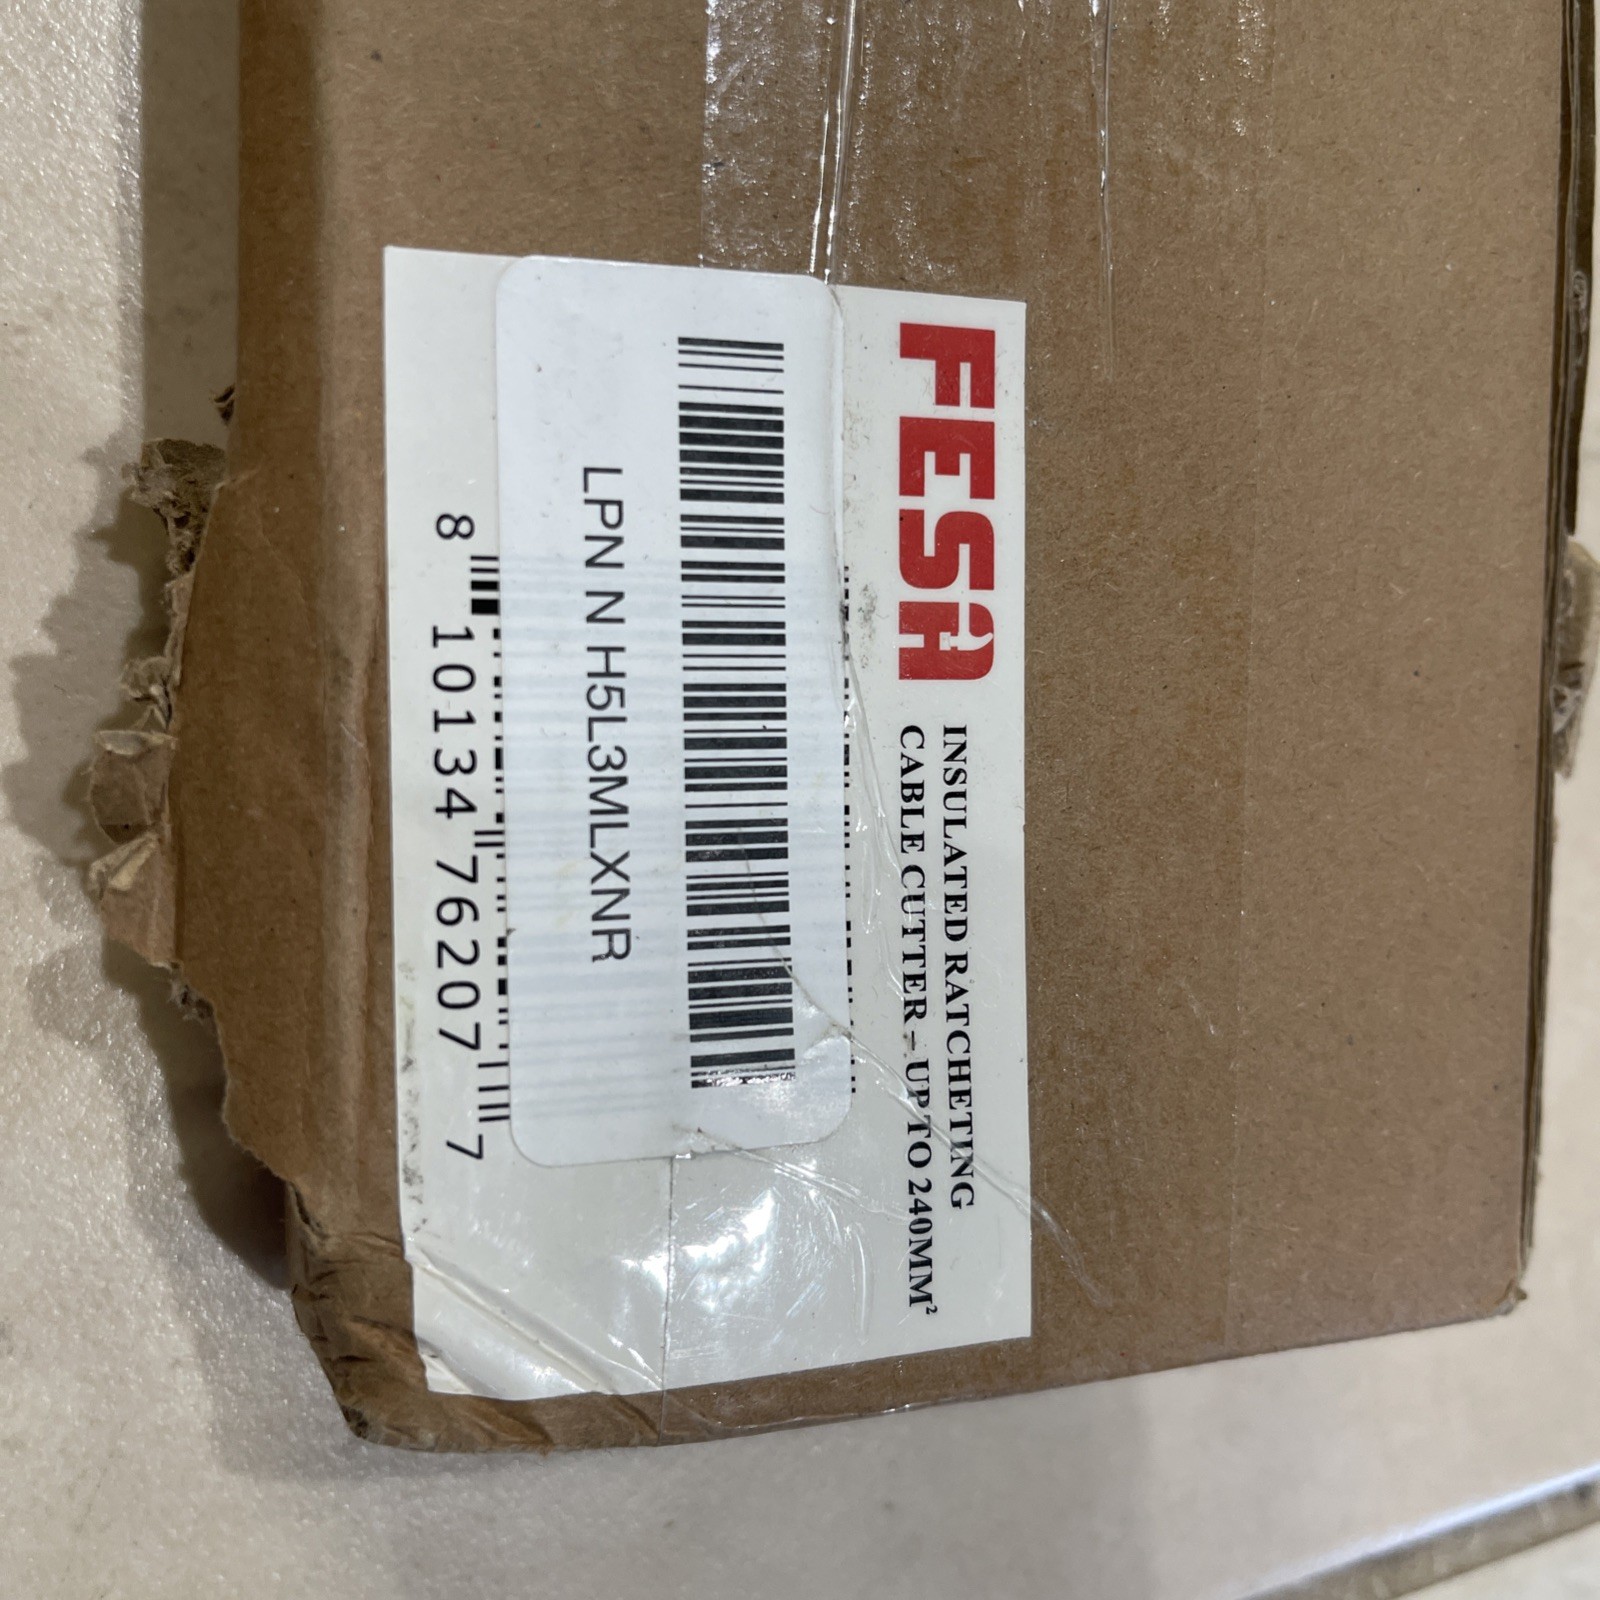 FESA
INSULATED RATCHETING
CABLE CUTTER – UP TO 240MM²
LPN N H5L3MLXNR
8 10134 76207 7